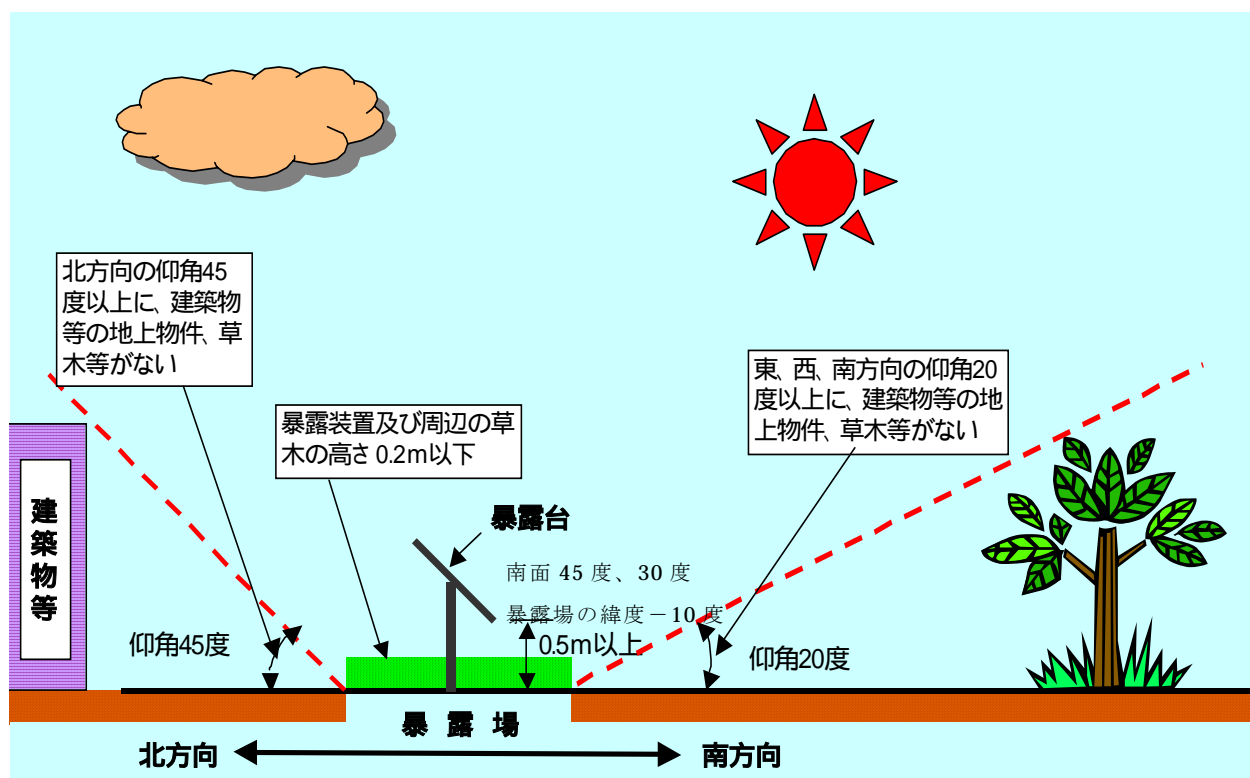 北方向の仰角45
度以上に、建築物
等の地上物件、草
木等がない
東、西、南方向の仰角20
度以上に、建築物等の地
上物件、草木等がない
暴露装置及び周辺の草
木の高さ 0.2m以下
建築物等
暴露台
南面 45 度、30 度
暴露場の緯度－10 度
0.5m以上
仰角45度
仰角20度
暴 露 場
北方向
南方向